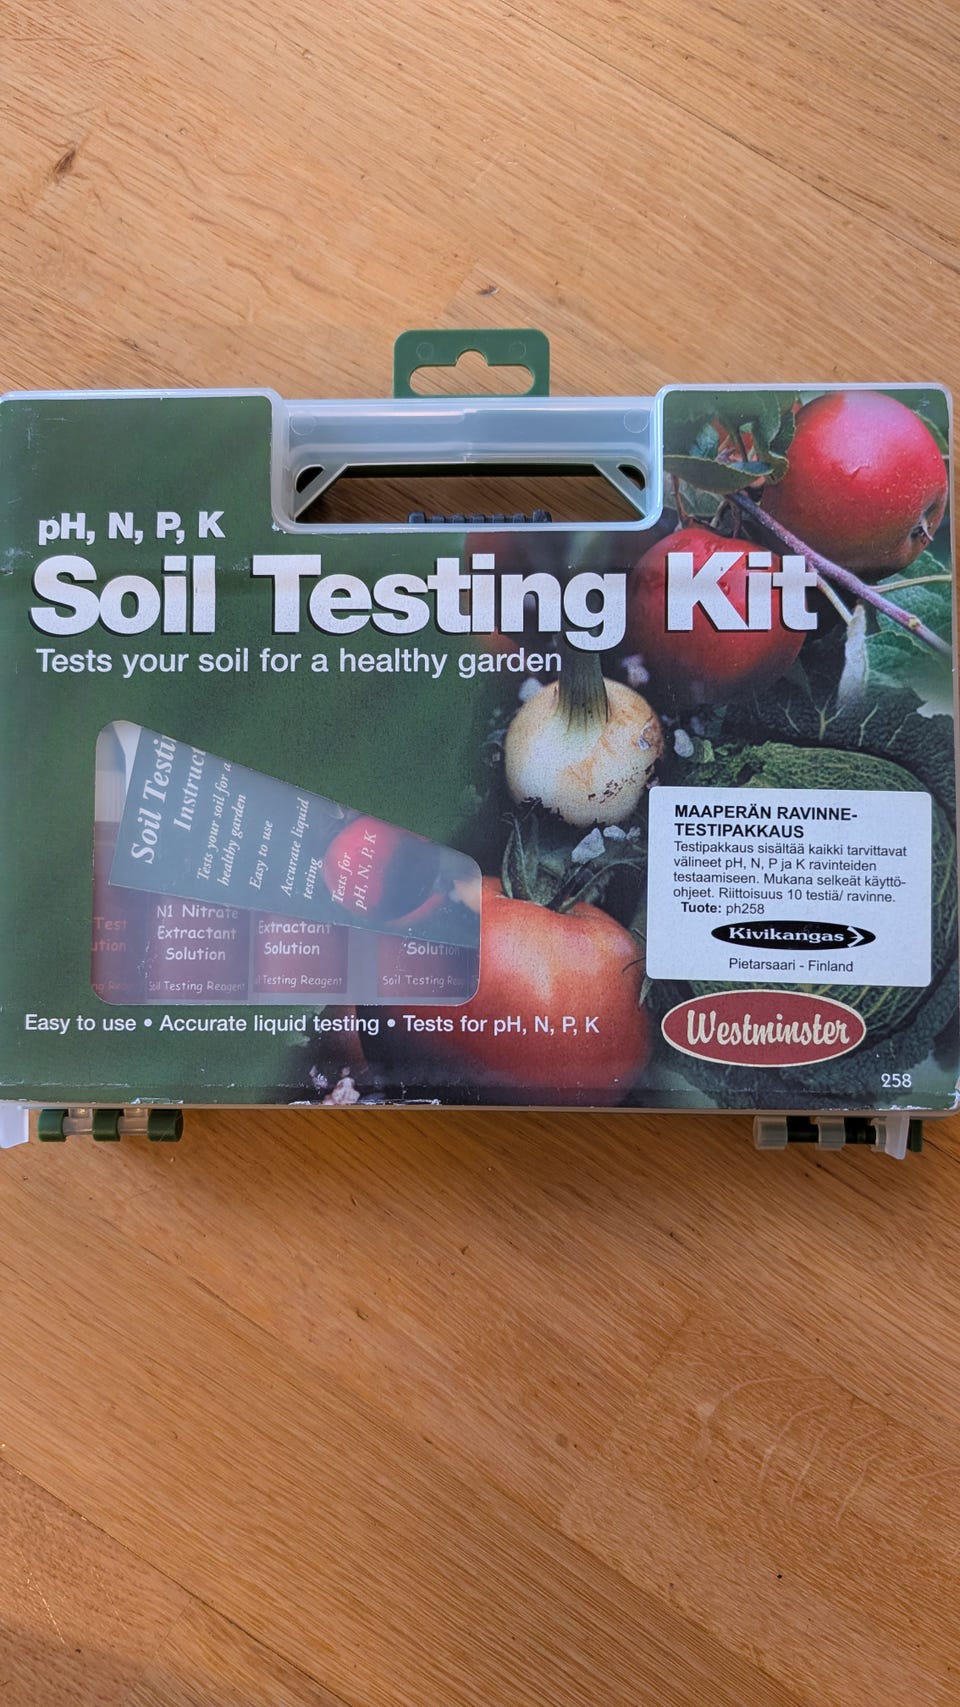 pH, N, P, K
Soil Testing Kit
Tests your soil for a healthy garden
Soil
Tests your soil for a
healthy garden
Easy to use
Accurate liquid
testing
Tests for
pH, N, P, K
Test
N1 Nitrate
Extractant
Solution
Soil Testing Reagent
Extractant
Solution
Testing Reagent
Solution
Soil Testing
Easy to use • Accurate liquid testing • Tests for pH, N, P, K
MAAPERÄN RAVINNE-
TESTIPAKKAUS
Testipakkaus sisältää kaikki tarvittavat
välineet pH, N, P ja K ravinteiden
testaamiseen. Mukana selkeät käyttö-
ohjeet. Riittoisuus 10 testiä/ ravinne.
Tuote: ph258
Kivikangas
Pietarsaari - Finland
Westminster
258